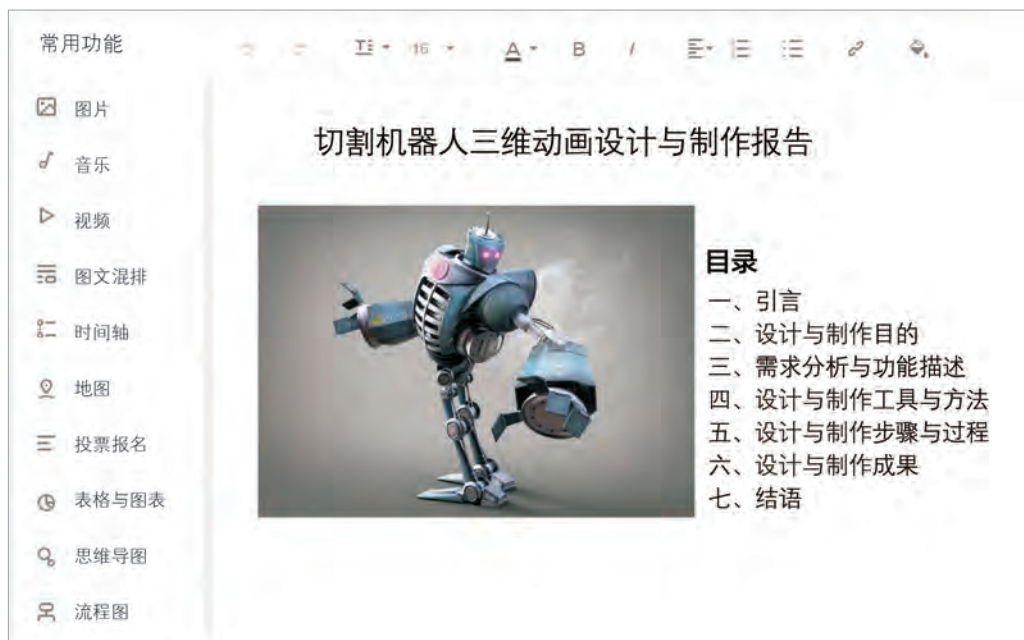 常用功能
16
A
B
I
图片
音乐
视频
图文混排
时间轴
地图
投票报名
表格与图表
思维导图
流程图
切割机器人三维动画设计与制作报告
目录
一、引言
二、设计与制作目的
三、需求分析与功能描述
四、设计与制作工具与方法
五、设计与制作步骤与过程
六、设计与制作成果
七、结语